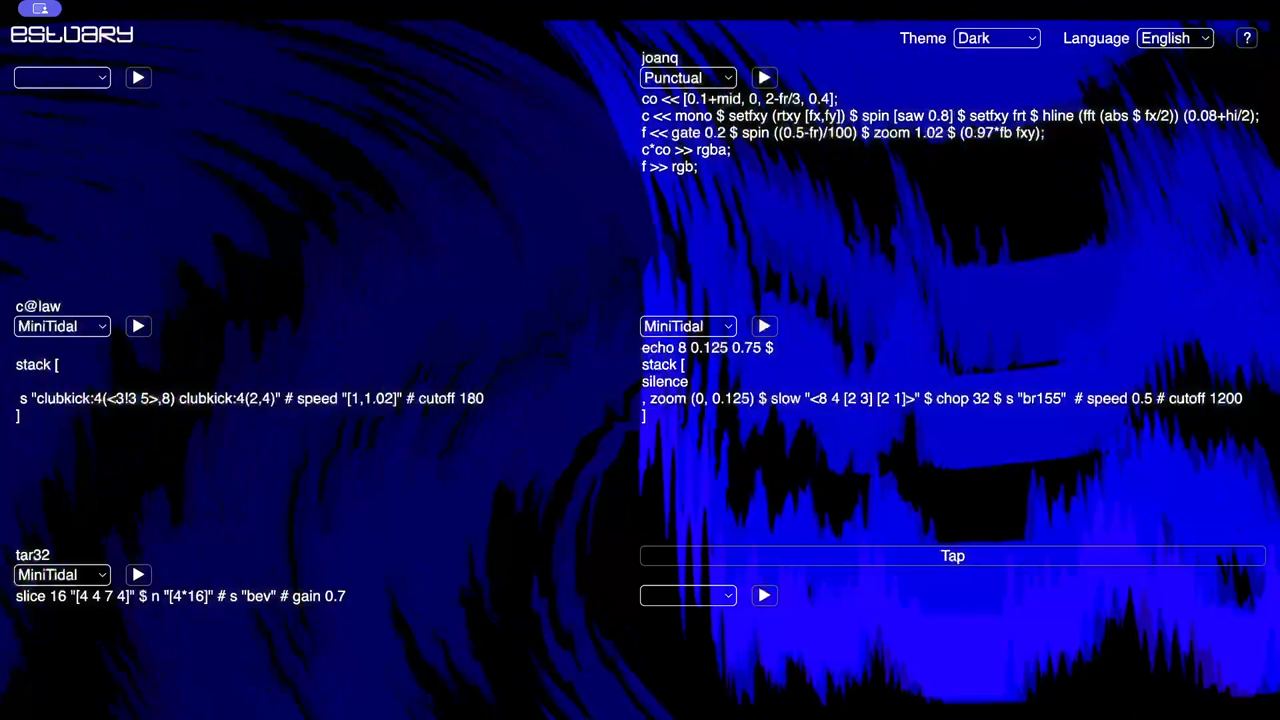 estuary
Theme Dark Language English ?
joanq
Punctual
co << [0.1+mid, 0, 2-fr/3, 0.4];
c << mono $ setfxy (rtxy [fx,fy]) $ spin [saw 0.8] $ setfxy frt $ hline (fft (abs $ fx/2)) (0.08+hi/2);
f << gate 0.2 $ spin ((0.5-fr)/100) $ zoom 1.02 $ (0.97*fb fxy);
c*co >> rgba;
f >> rgb;
c@law
MiniTidal
stack [
s "clubkick:4(<3!3 5>,8) clubkick:4(2,4)" # speed "[1,1.02]" # cutoff 180
]
MiniTidal
echo 8 0.125 0.75 $
stack [
silence
, zoom (0, 0.125) $ slow "<8 4 [2 3] [2 1]>" $ chop 32 $ s "br155"  # speed 0.5 # cutoff 1200
]
tar32
MiniTidal
slice 16 "[4 4 7 4]" $ n "[4*16]" # s "bev" # gain 0.7
Tap